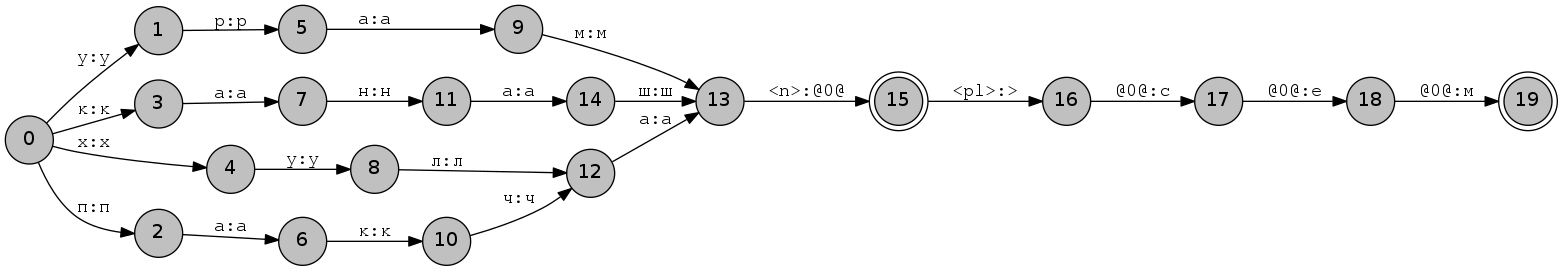 1 р:р 5 а:а 9
у:у м:м
3 а:а 7 н:н 11 а:а 14 ш:ш 13 <n>:@0@ 15 <pl>:> 16 @0@:с 17 @0@:е 18 @0@:м 19
к:к
0 х:х а:а
4 у:у 8 л:л 12
п:п ч:ч
2 а:а 6 к:к 10